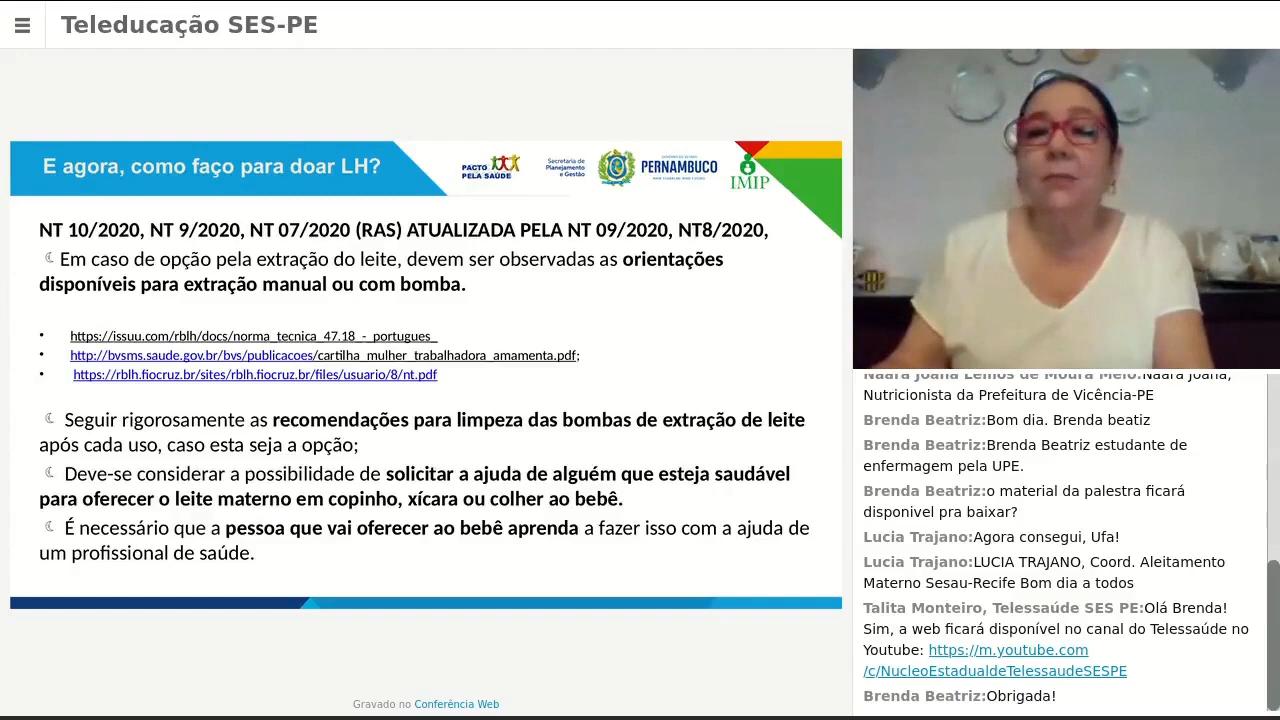 Teleducação SES-PE
E agora, como faço para doar LH?
PACTO
PELA SAÚDE
Secretaria de
Planejamento
e Gestão
PERNAMBUCO
IMIP
NT 10/2020, NT 9/2020, NT 07/2020 (RAS) ATUALIZADA PELA NT 09/2020, NT8/2020,
Em caso de opção pela extração do leite, devem ser observadas as orientações
disponíveis para extração manual ou com bomba.
• https://issuu.com/rblh/docs/norma_tecnica_47.18_-_portugues_
• http://bvsms.saude.gov.br/bvs/publicacoes/cartilha_mulher_trabalhadora_amamenta.pdf;
• https://rblh.fiocruz.br/sites/rblh.fiocruz.br/files/usuario/8/nt.pdf
Seguir rigorosamente as recomendações para limpeza das bombas de extração de leite
após cada uso, caso esta seja a opção;
Deve-se considerar a possibilidade de solicitar a ajuda de alguém que esteja saudável
para oferecer o leite materno em copinho, xícara ou colher ao bebê.
É necessário que a pessoa que vai oferecer ao bebê aprenda a fazer isso com a ajuda de
um profissional de saúde.
Gravado no Conferência Web
Naara Joana Lemos de Moura Melo:Naara Joana,
Nutricionista da Prefeitura de Vicência-PE
Brenda Beatriz:Bom dia. Brenda beatiz
Brenda Beatriz:Brenda Beatriz estudante de
enfermagem pela UPE.
Brenda Beatriz:o material da palestra ficará
disponivel pra baixar?
Lucia Trajano:Agora consegui, Ufa!
Lucia Trajano:LUCIA TRAJANO, Coord. Aleitamento
Materno Sesau-Recife Bom dia a todos
Talita Monteiro, Telessaúde SES PE:Olá Brenda!
Sim, a web ficará disponível no canal do Telessaúde no
Youtube: https://m.youtube.com
/c/NucleoEstadualdeTelessaudeSESPE
Brenda Beatriz:Obrigada!